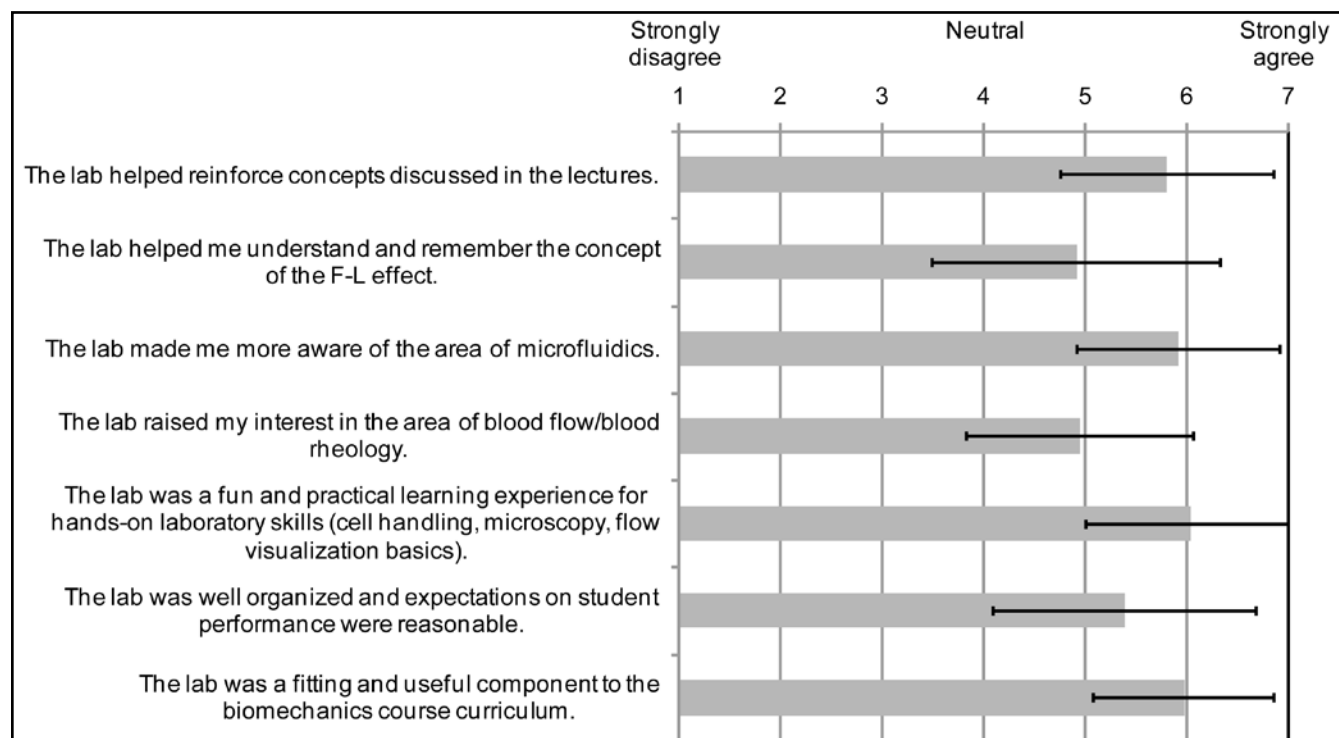 Strongly disagree
Neutral
Strongly agree
1 2 3 4 5 6 7
The lab helped reinforce concepts discussed in the lectures.
The lab helped me understand and remember the concept
of the F-L effect.
The lab made me more aware of the area of microfluidics.
The lab raised my interest in the area of blood flow/blood
rheology.
The lab was a fun and practical learning experience for
hands-on laboratory skills (cell handling, microscopy, flow
visualization basics).
The lab was well organized and expectations on student
performance were reasonable.
The lab was a fitting and useful component to the
biomechanics course curriculum.